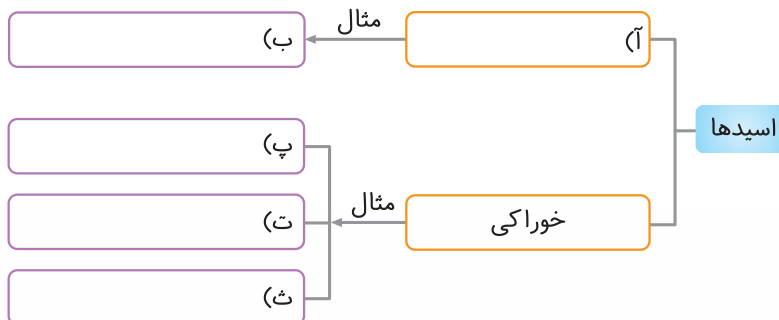 اسیدها
آ)
مثال
ب)
خوراکی
مثال
پ)
ت)
ث)